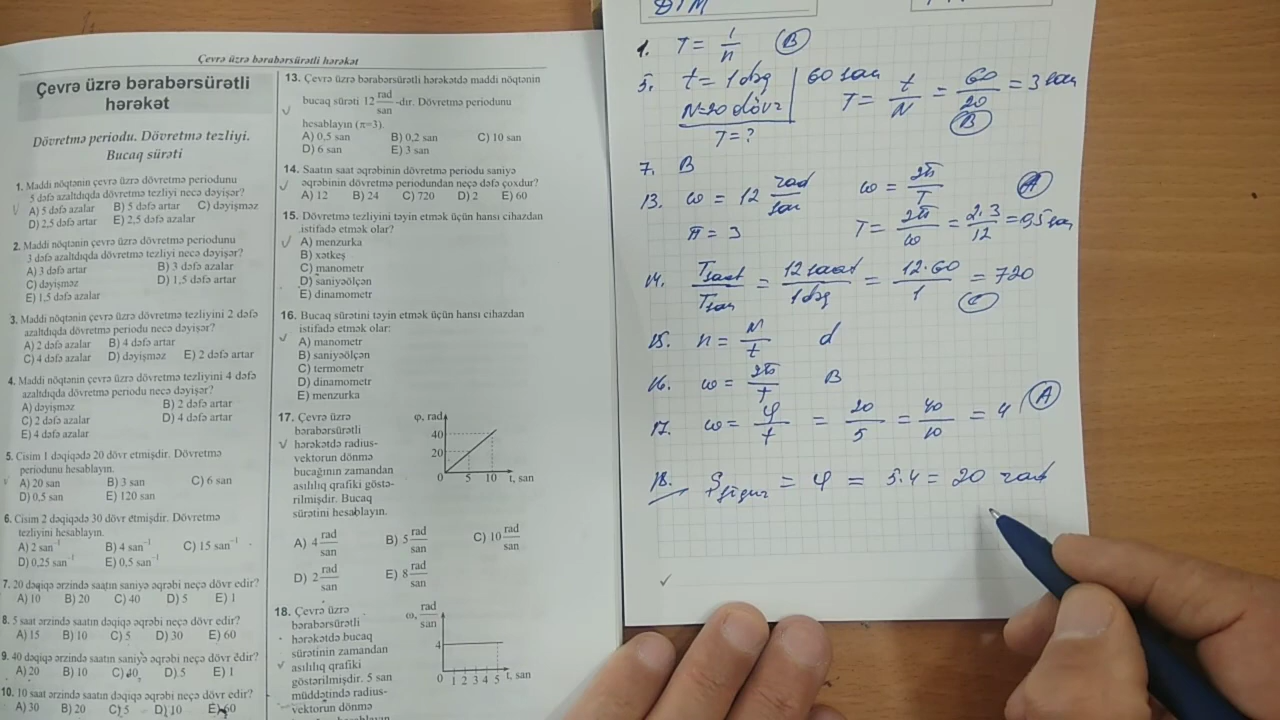 Çevrə üzrə bərabərsürətli hərəkət
Çevrə üzrə bərabərsürətli
hərəkət
Dövretmə periodu. Dövretmə tezliyi.
Bucaq sürəti
1. Maddi nöqtənin çevrə üzrə dövretmə periodunu
5 dəfə azaltdıqda dövretmə tezliyi necə dəyişər?
A) 5 dəfə azalar B) 5 dəfə artar C) dəyişməz
D) 2,5 dəfə artar E) 2,5 dəfə azalar
2. Maddi nöqtənin çevrə üzrə dövretmə periodunu
3 dəfə azaltdıqda dövretmə tezliyi necə dəyişər?
A) 3 dəfə artar B) 3 dəfə azalar
C) dəyişməz D) 1,5 dəfə artar
E) 1,5 dəfə azalar
3. Maddi nöqtənin çevrə üzrə dövretmə tezliyini 2 dəfə
azaltdıqda dövretmə periodu necə dəyişər?
A) 2 dəfə azalar B) 4 dəfə artar
C) 4 dəfə azalar D) dəyişməz E) 2 dəfə artar
4. Maddi nöqtənin çevrə üzrə dövretmə tezliyini 4 dəfə
azaltdıqda dövretmə periodu necə dəyişər?
A) dəyişməz B) 2 dəfə artar
C) 2 dəfə azalar D) 4 dəfə artar
E) 4 dəfə azalar
5. Cisim 1 dəqiqədə 20 dövr etmişdir. Dövretmə
periodunu hesablayın.
A) 20 san B) 3 san C) 6 san
D) 0,5 san E) 120 san
6. Cisim 2 dəqiqədə 30 dövr etmişdir. Dövretmə
tezliyini hesablayın.
A) 2 san⁻¹ B) 4 san⁻¹ C) 15 san⁻¹
D) 0,25 san⁻¹ E) 0,5 san⁻¹
7. 20 dəqiqə ərzində saatın saniyə əqrəbi neçə dövr edir?
A) 10 B) 20 C) 40 D) 5 E) 1
8. 5 saat ərzində saatın dəqiqə əqrəbi neçə dövr edir?
A) 15 B) 10 C) 5 D) 30 E) 60
9. 40 dəqiqə ərzində saatın saniyə əqrəbi neçə dövr edir?
A) 20 B) 10 C) 40 D) 5 E) 1
10. 10 saat ərzində saatın dəqiqə əqrəbi neçə dövr edir?
A) 30 B) 20 C) 5 D) 10 E) 60
13. Çevrə üzrə bərabərsürətli hərəkətdə maddi nöqtənin
bucaq sürəti 12 rad/san -dır. Dövretmə periodunu
hesablayın (π=3).
A) 0,5 san B) 0,2 san C) 10 san
D) 6 san E) 3 san
14. Saatın saat əqrəbinin dövretmə periodu saniyə
əqrəbinin dövretmə periodundan neçə dəfə çoxdur?
A) 12 B) 24 C) 720 D) 2 E) 60
15. Dövretmə tezliyini təyin etmək üçün hansı cihazdan
istifadə etmək olar?
A) menzurka
B) xətkeş
C) manometr
D) saniyəölçən
E) dinamometr
16. Bucaq sürətini təyin etmək üçün hansı cihazdan
istifadə etmək olar:
A) manometr
B) saniyəölçən
C) termometr
D) dinamometr
E) menzurka
17. Çevrə üzrə
bərabərsürətli
hərəkətdə radius-
vektorun dönmə
bucağının zamandan
asılılıq qrafiki göstə-
rilmişdir. Bucaq
sürətini hesablayın.
φ, rad
40
20
0 5 10 t, san
A) 4 rad/san B) 5 rad/san C) 10 rad/san
D) 2 rad/san E) 8 rad/san
18. Çevrə üzrə
bərabərsürətli
hərəkətdə bucaq
sürətinin zamandan
asılılıq qrafiki
göstərilmişdir. 5 san
müddətində radius-
vektorun dönmə
ω, rad/san
4
0 1 2 3 4 5 t, san
DİM
1. T = 1/n B
5. t = 1 dəq 60 san T = t/N = 60/20 = 3 san
N=20 dövr B
T = ?
7. B
13. ω = 12 rad/san ω = 2π/T A
π = 3 T = 2π/ω = 2·3/12 = 0,5 san
14. Tsaat/Tsan = 12 saat/1 dəq = 12·60/1 = 720
C
15. n = N/t d
16. ω = 2π/T B
17. ω = φ/t = 20/5 = 40/10 = 4 A
18. Sfiqur = φ = 5·4 = 20 rad